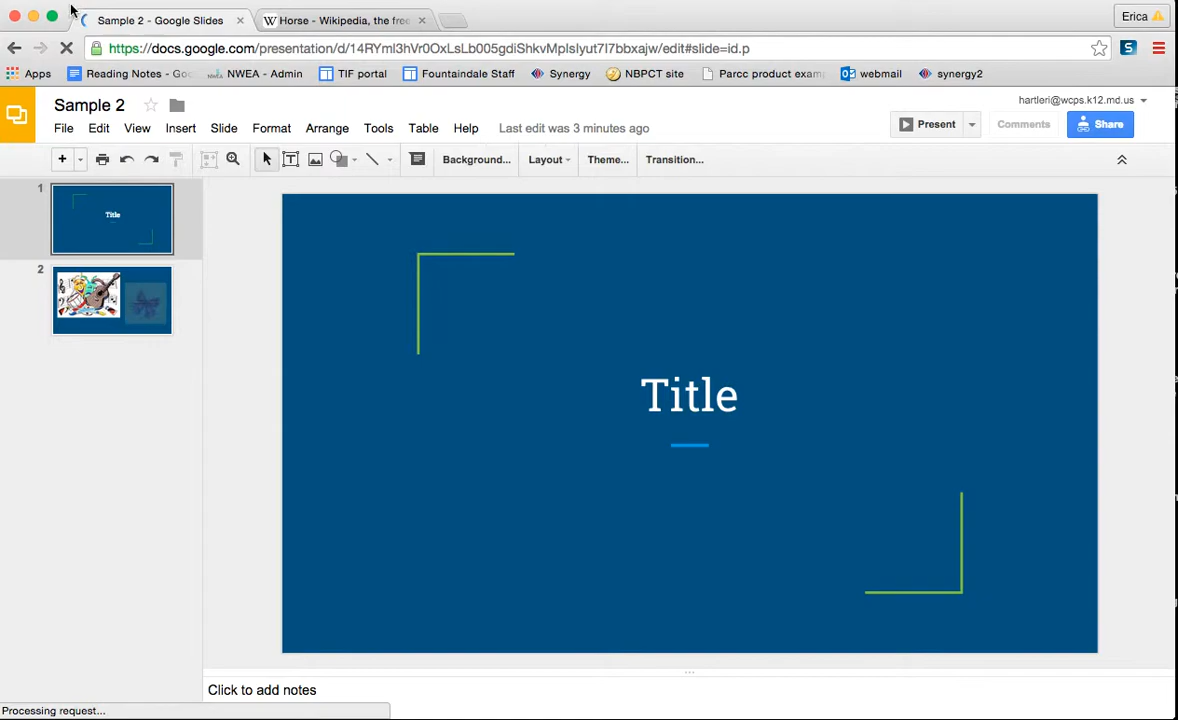 Sample 2 - Google Slides
Horse - Wikipedia, the free
Erica
https://docs.google.com/presentation/d/14RYml3hVr0OxLsLb005gdiShkvMplsIyut7I7bbxajw/edit#slide=id.p
Apps Reading Notes - Goo NWEA - Admin TIF portal Fountaindale Staff Synergy NBPCT site Parcc product exam webmail synergy2
Sample 2
hartleri@wcps.k12.md.us
File Edit View Insert Slide Format Arrange Tools Table Help Last edit was 3 minutes ago
Present Comments Share
Background... Layout Theme... Transition...
1
Title
2
Title
Click to add notes
Processing request...